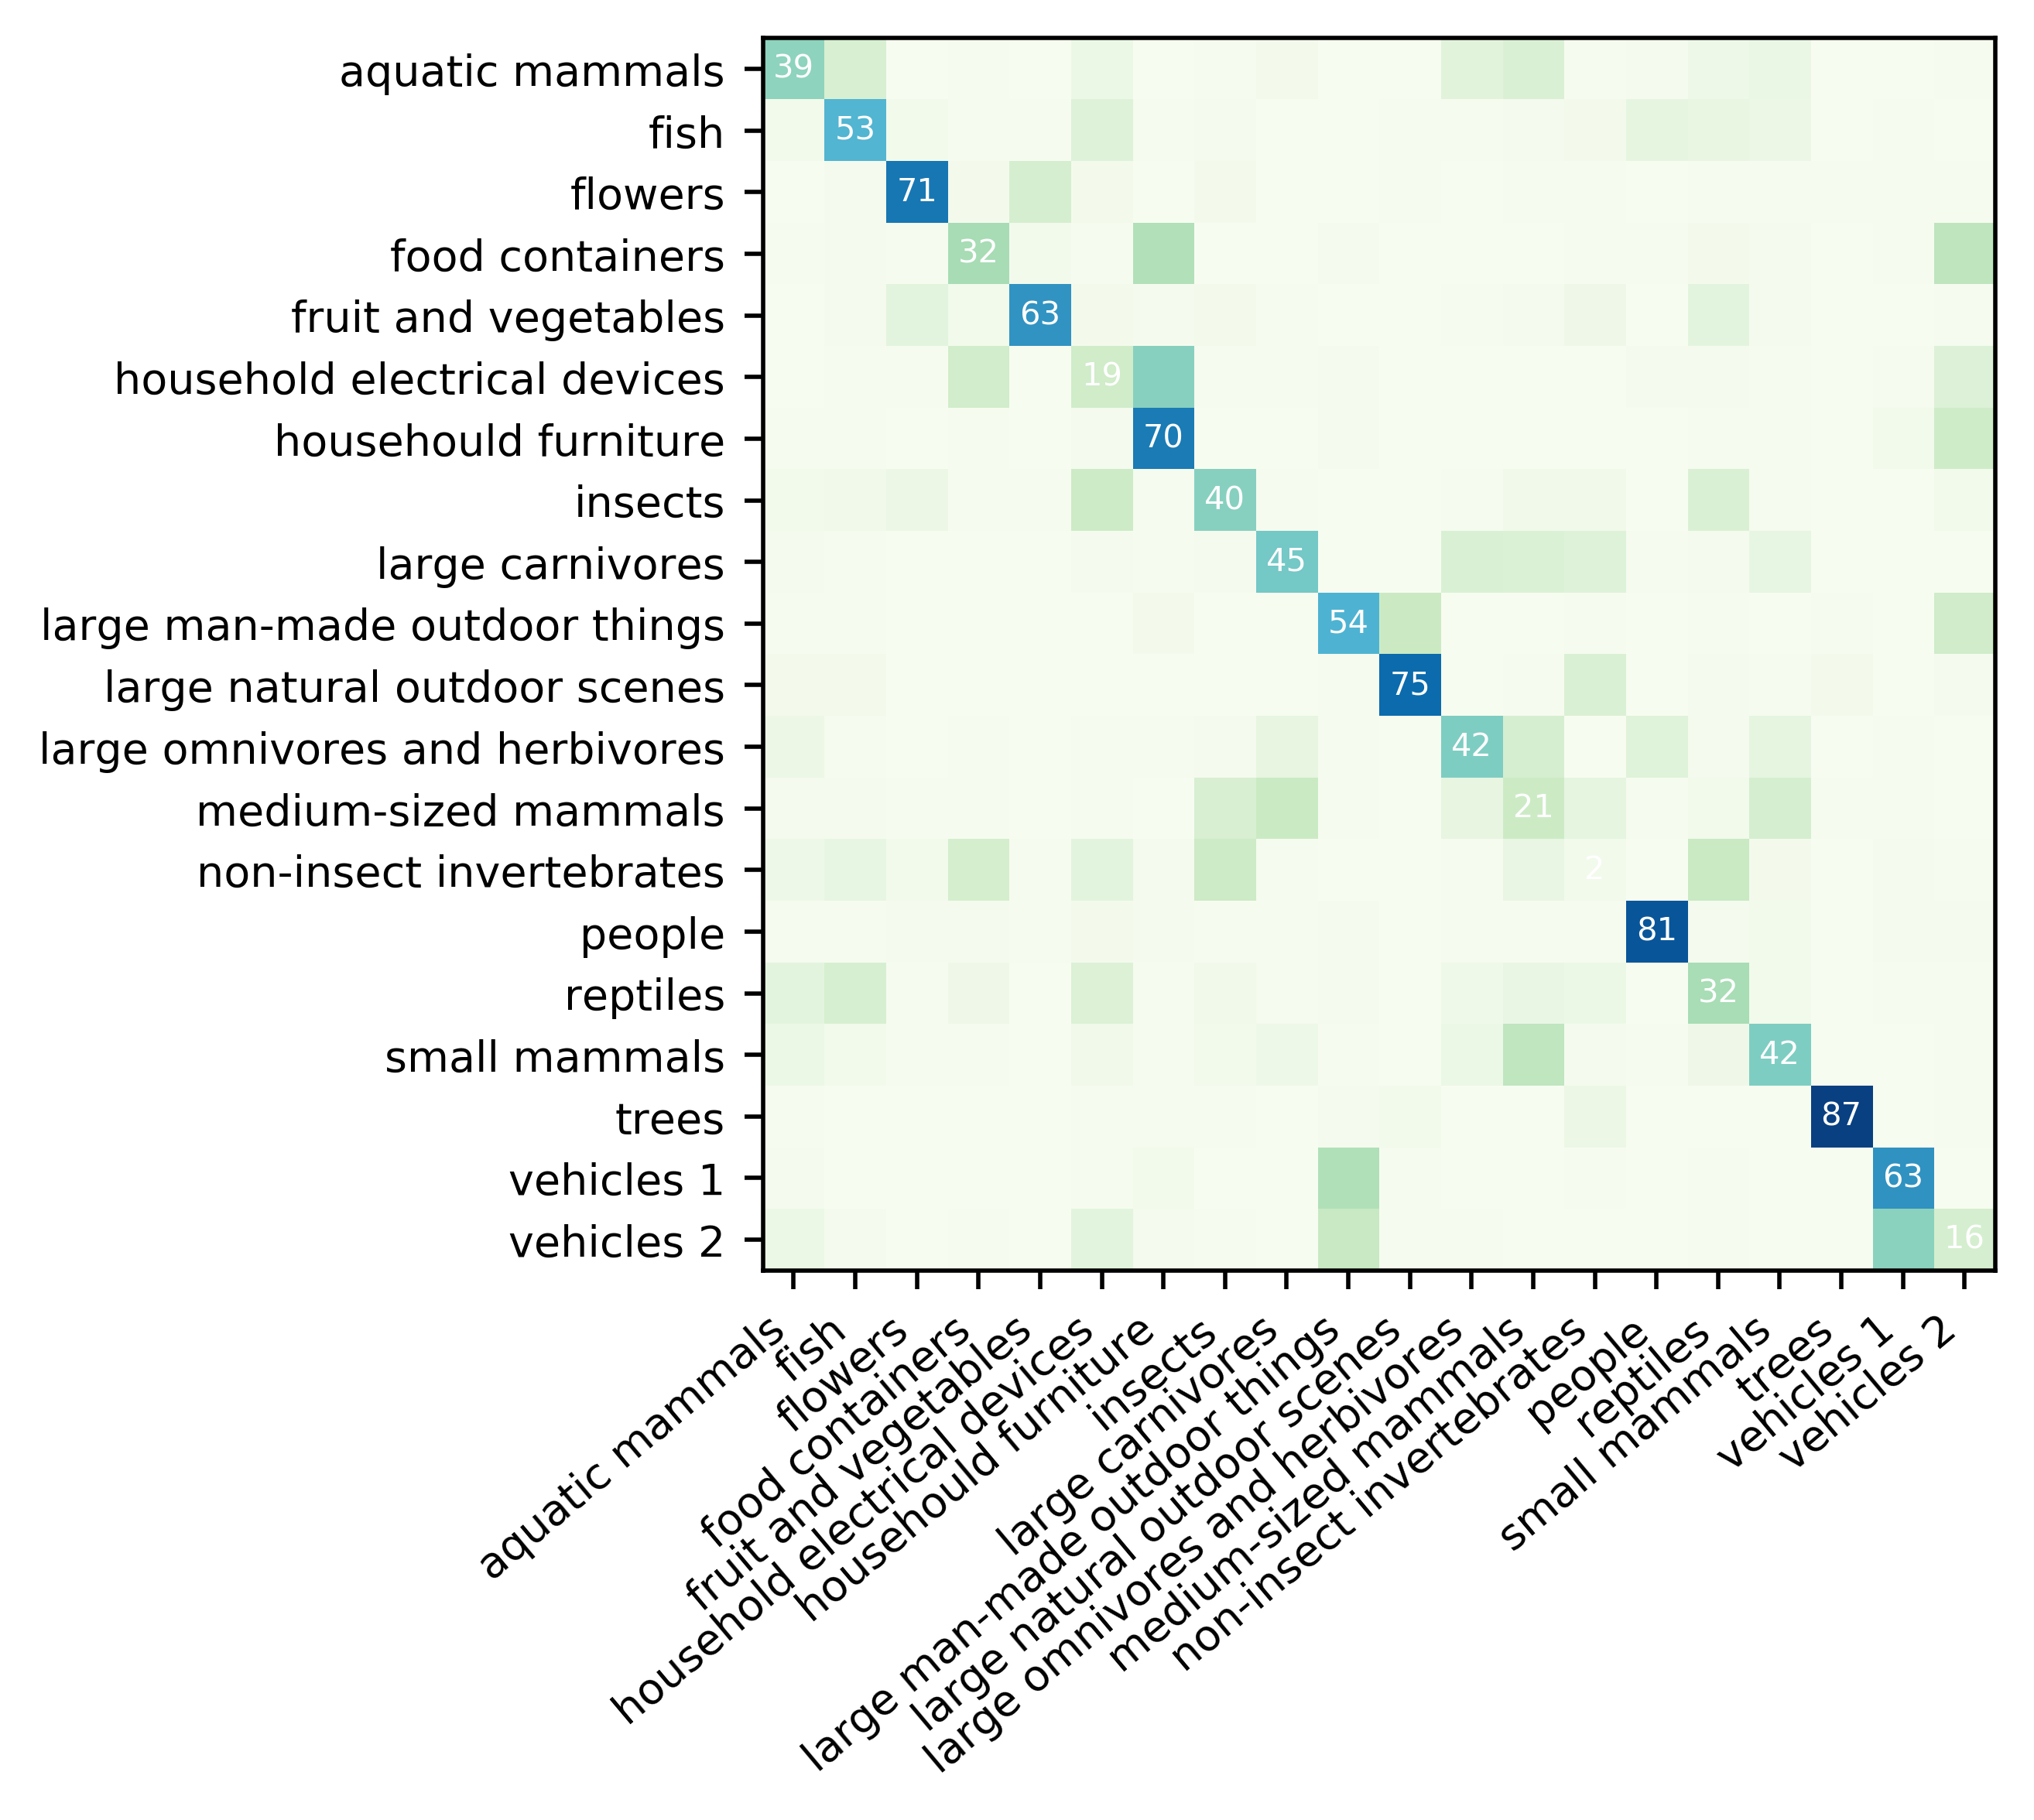 aquatic mammals 39
fish 53
flowers 71
food containers 32
fruit and vegetables 63
household electrical devices 19
househould furniture 70
insects 40
large carnivores 45
large man-made outdoor things 54
large natural outdoor scenes 75
large omnivores and herbivores 42
medium-sized mammals 21
non-insect invertebrates 2
people 81
reptiles 32
small mammals 42
trees 87
vehicles 1 63
vehicles 2 16
aquatic mammals
fish
flowers
food containers
fruit and vegetables
household electrical devices
househould furniture
insects
large carnivores
large man-made outdoor things
large natural outdoor scenes
large omnivores and herbivores
medium-sized mammals
non-insect invertebrates
people
reptiles
small mammals
trees
vehicles 1
vehicles 2